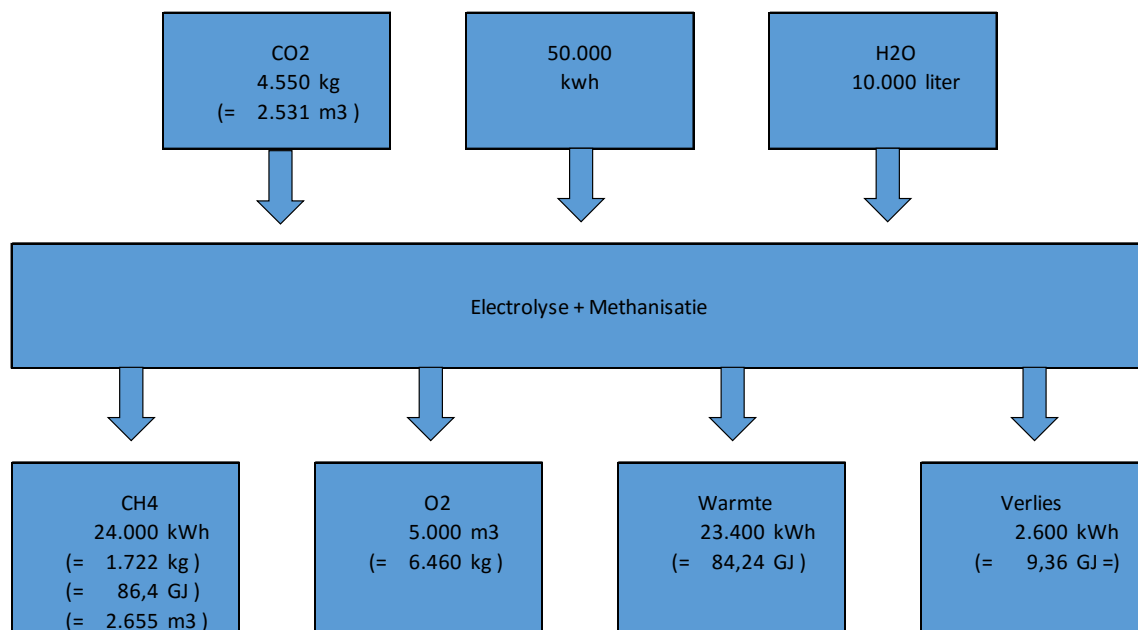 CO2
4.550 kg
(= 2.531 m3 )
50.000
kwh
H2O
10.000 liter
Electrolyse + Methanisatie
CH4
24.000 kWh
(= 1.722 kg )
(= 86,4 GJ )
(= 2.655 m3 )
O2
5.000 m3
(= 6.460 kg )
Warmte
23.400 kWh
(= 84,24 GJ )
Verlies
2.600 kWh
(= 9,36 GJ =)